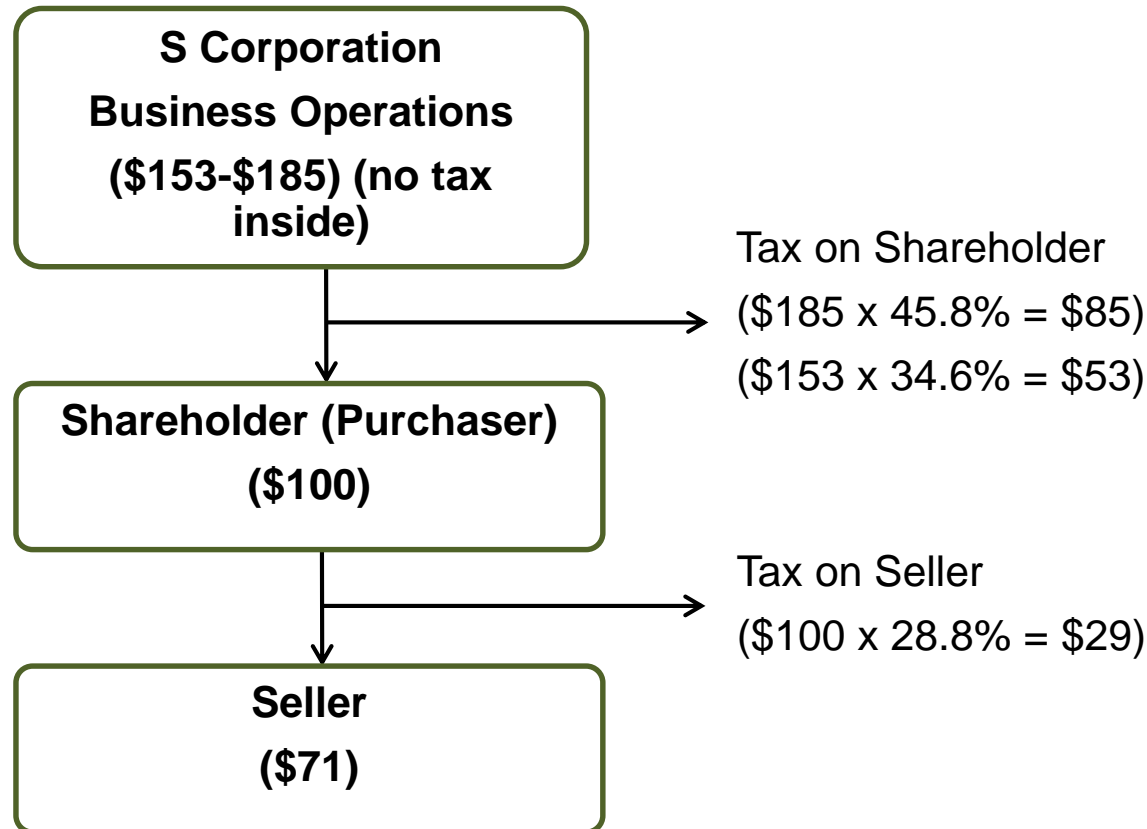 S Corporation
Business Operations
($153-$185) (no tax
inside)
Tax on Shareholder
($185 x 45.8% = $85)
($153 x 34.6% = $53)
Shareholder (Purchaser)
($100)
Tax on Seller
($100 x 28.8% = $29)
Seller
($71)